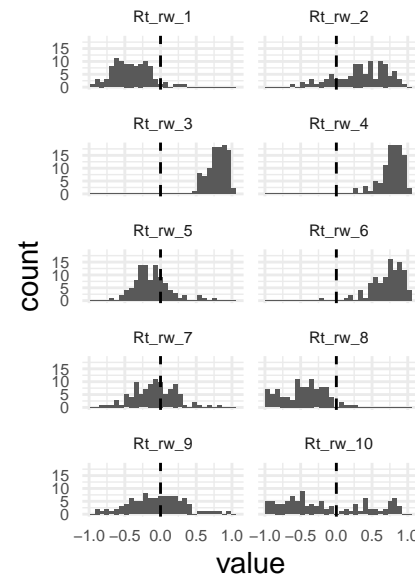 Rt_rw_1 Rt_rw_2
15
10
5
0
Rt_rw_3 Rt_rw_4
15
10
5
0
Rt_rw_5 Rt_rw_6
15
10
5
0
Rt_rw_7 Rt_rw_8
15
10
5
0
Rt_rw_9 Rt_rw_10
15
10
5
0
−1.0 −0.5 0.0 0.5 1.0 −1.0 −0.5 0.0 0.5 1.0
value
count